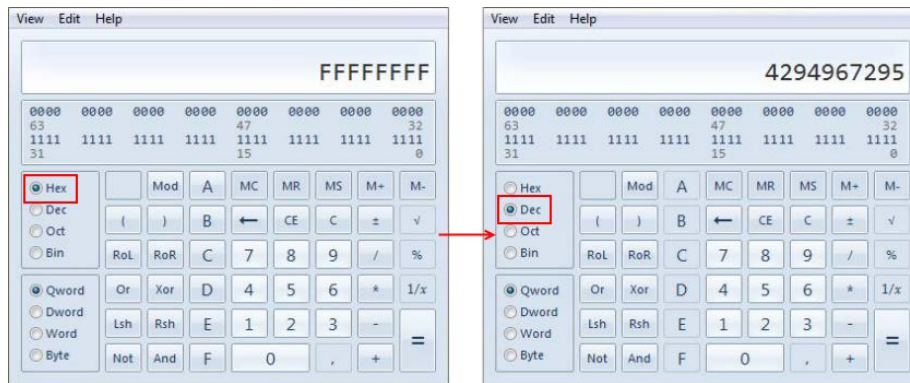 View Edit Help
FFFFFFFF
0000 0000 0000 0000 0000 0000 0000 0000
63 47 32
1111 1111 1111 1111 1111 1111 1111 1111
31 15 0
Hex
Dec
Oct
Bin
Qword
Dword
Word
Byte
Mod A MC MR MS M+ M-
( ) B ← CE C ± √
RoL RoR C 7 8 9 / %
Or Xor D 4 5 6 * 1/x
Lsh Rsh E 1 2 3 - =
Not And F 0 , +
View Edit Help
4294967295
0000 0000 0000 0000 0000 0000 0000 0000
63 47 32
1111 1111 1111 1111 1111 1111 1111 1111
31 15 0
Hex
Dec
Oct
Bin
Qword
Dword
Word
Byte
Mod A MC MR MS M+ M-
( ) B ← CE C ± √
RoL RoR C 7 8 9 / %
Or Xor D 4 5 6 * 1/x
Lsh Rsh E 1 2 3 - =
Not And F 0 , +